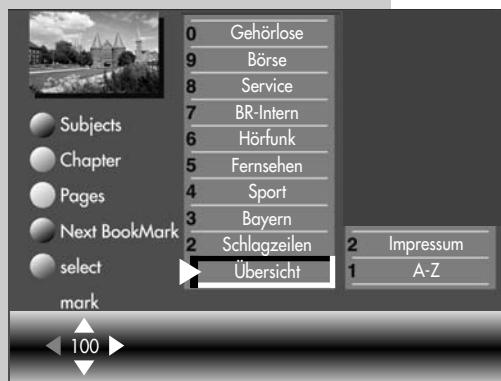 Subjects
Chapter
Pages
Next BookMark
select
mark
0 Gehörlose
9 Börse
8 Service
7 BR-Intern
6 Hörfunk
5 Fernsehen
4 Sport
3 Bayern
2 Schlagzeilen
Übersicht
2 Impressum
1 A-Z
100